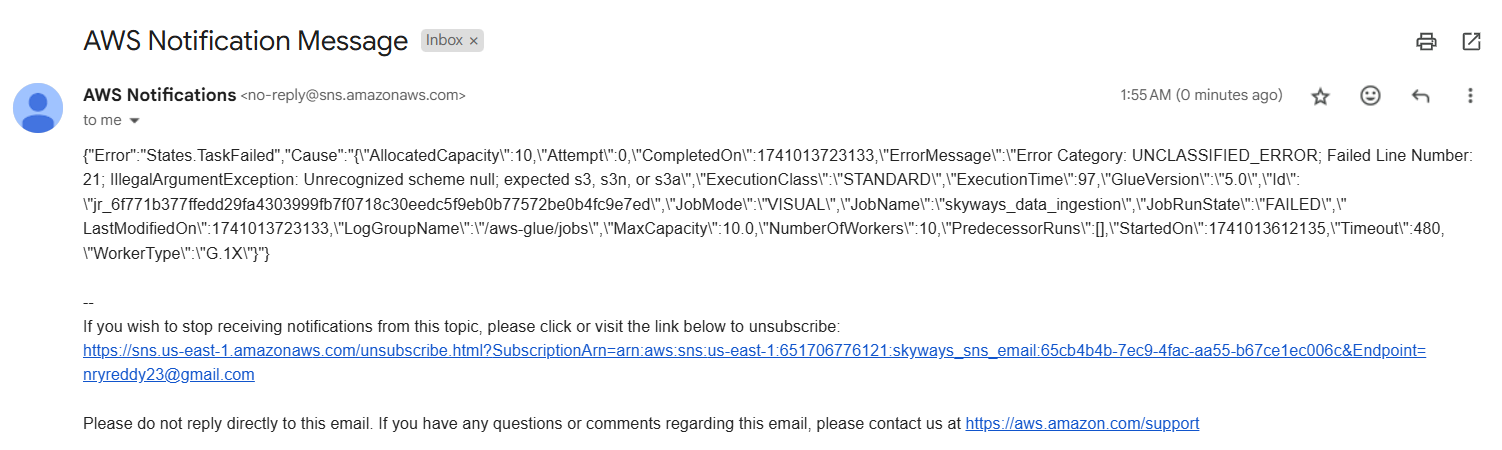 AWS Notification Message Inbox ×
AWS Notifications <no-reply@sns.amazonaws.com> 1:55 AM (0 minutes ago)
to me
{"Error":"States.TaskFailed","Cause":"{\"AllocatedCapacity\":10,\"Attempt\":0,\"CompletedOn\":1741013723133,\"ErrorMessage\":\"Error Category: UNCLASSIFIED_ERROR; Failed Line Number:
21; IllegalArgumentException: Unrecognized scheme null; expected s3, s3n, or s3a\",\"ExecutionClass\":\"STANDARD\",\"ExecutionTime\":97,\"GlueVersion\":\"5.0\",\"Id\":
\"jr_6f771b377ffedd29fa4303999fb7f0718c30eedc5f9eb0b77572be0b4fc9e7ed\",\"JobMode\":\"VISUAL\",\"JobName\":\"skyways_data_ingestion\",\"JobRunState\":\"FAILED\",\"
LastModifiedOn\":1741013723133,\"LogGroupName\":\"/aws-glue/jobs\",\"MaxCapacity\":10.0,\"NumberOfWorkers\":10,\"PredecessorRuns\":[],\"StartedOn\":1741013612135,\"Timeout\":480,
\"WorkerType\":\"G.1X\"}"}
--
If you wish to stop receiving notifications from this topic, please click or visit the link below to unsubscribe:
https://sns.us-east-1.amazonaws.com/unsubscribe.html?SubscriptionArn=arn:aws:sns:us-east-1:651706776121:skyways_sns_email:65cb4b4b-7ec9-4fac-aa55-b67ce1ec006c&Endpoint=
nryreddy23@gmail.com
Please do not reply directly to this email. If you have any questions or comments regarding this email, please contact us at https://aws.amazon.com/support